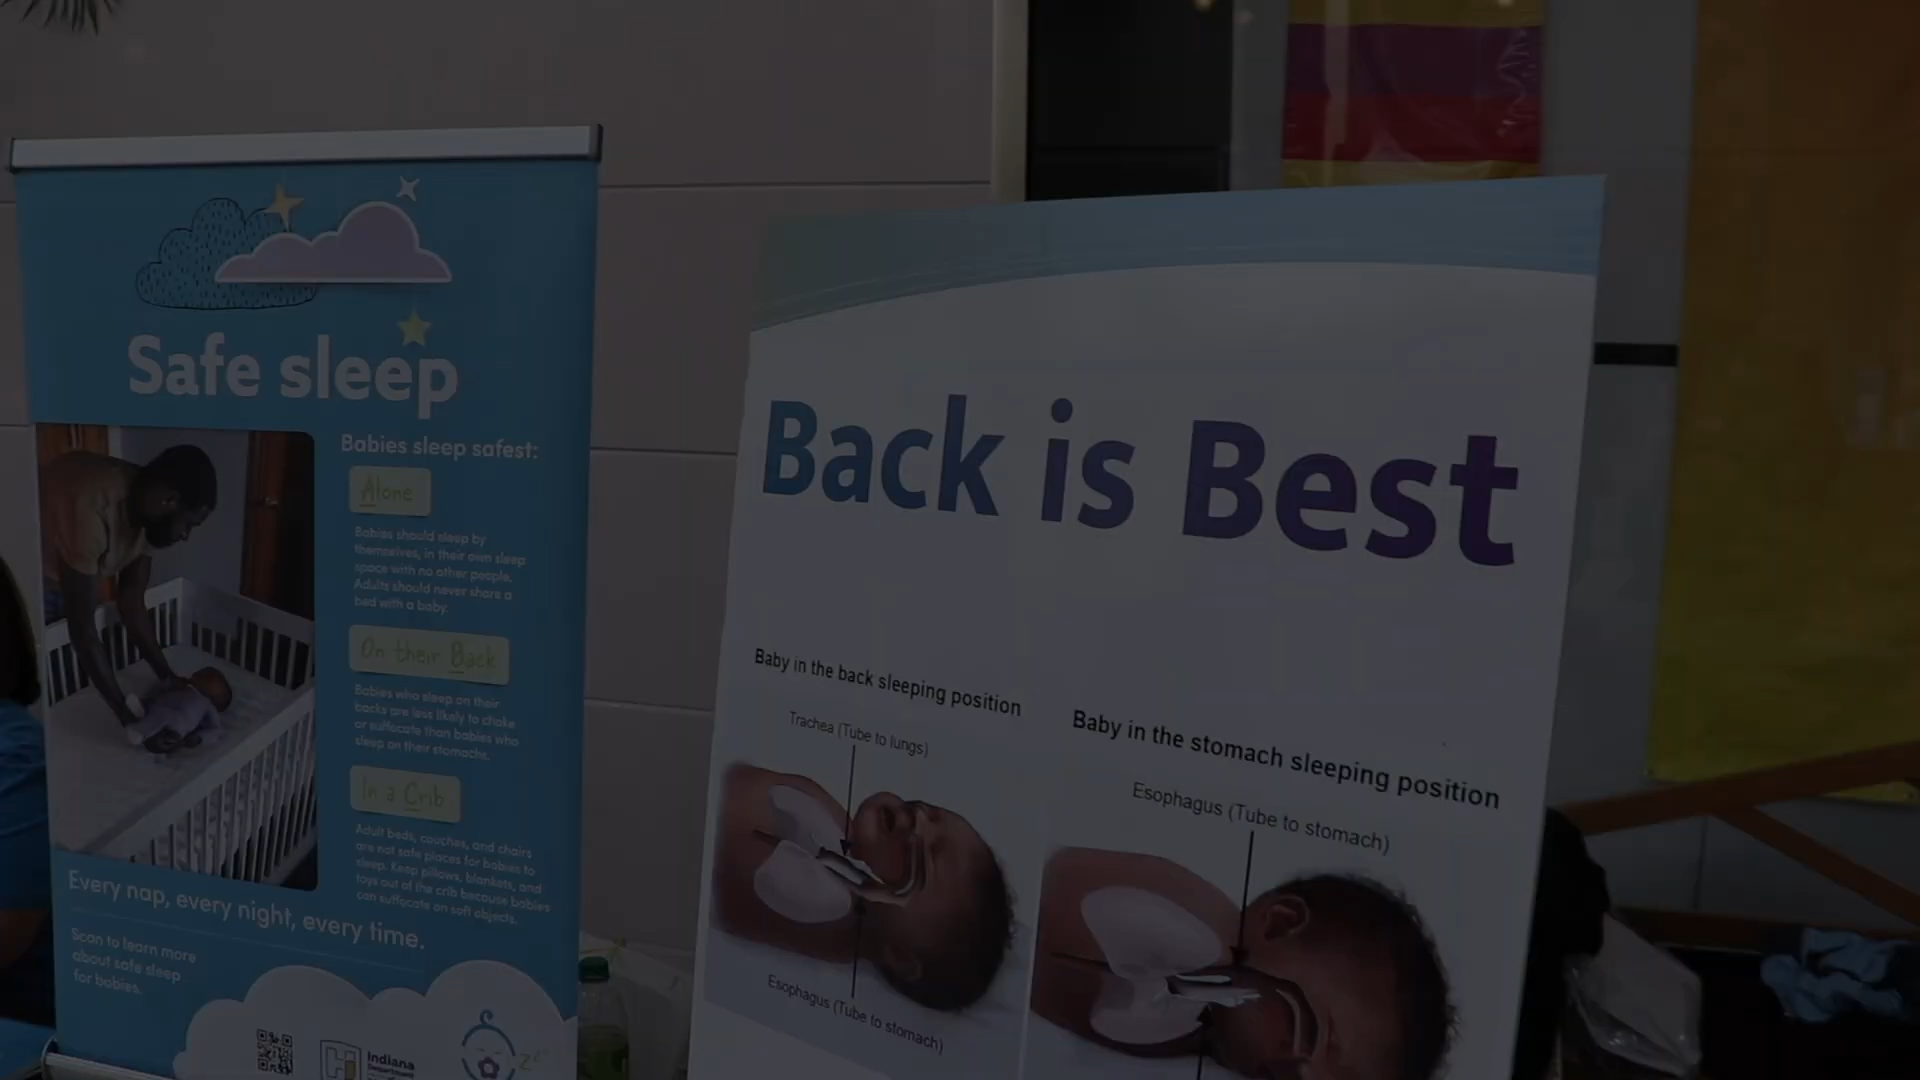 Safe sleep
Babies sleep safest:
Alone
Babies should sleep by
themselves, in their own sleep
space with no other people.
Adults should never share a
bed with a baby.
On their Back
Babies who sleep on their
backs are less likely to choke
or suffocate than babies who
sleep on their stomachs.
In a Crib
Adult beds, couches, and chairs
are not safe places for babies to
sleep. Keep pillows, blankets, and
toys out of the crib because babies
can suffocate on soft objects.
Every nap, every night, every time.
Scan to learn more
about safe sleep
for babies.
Indiana
Department
Back is Best
Baby in the back sleeping position
Trachea (Tube to lungs)
Esophagus (Tube to stomach)
Baby in the stomach sleeping position
Esophagus (Tube to stomach)